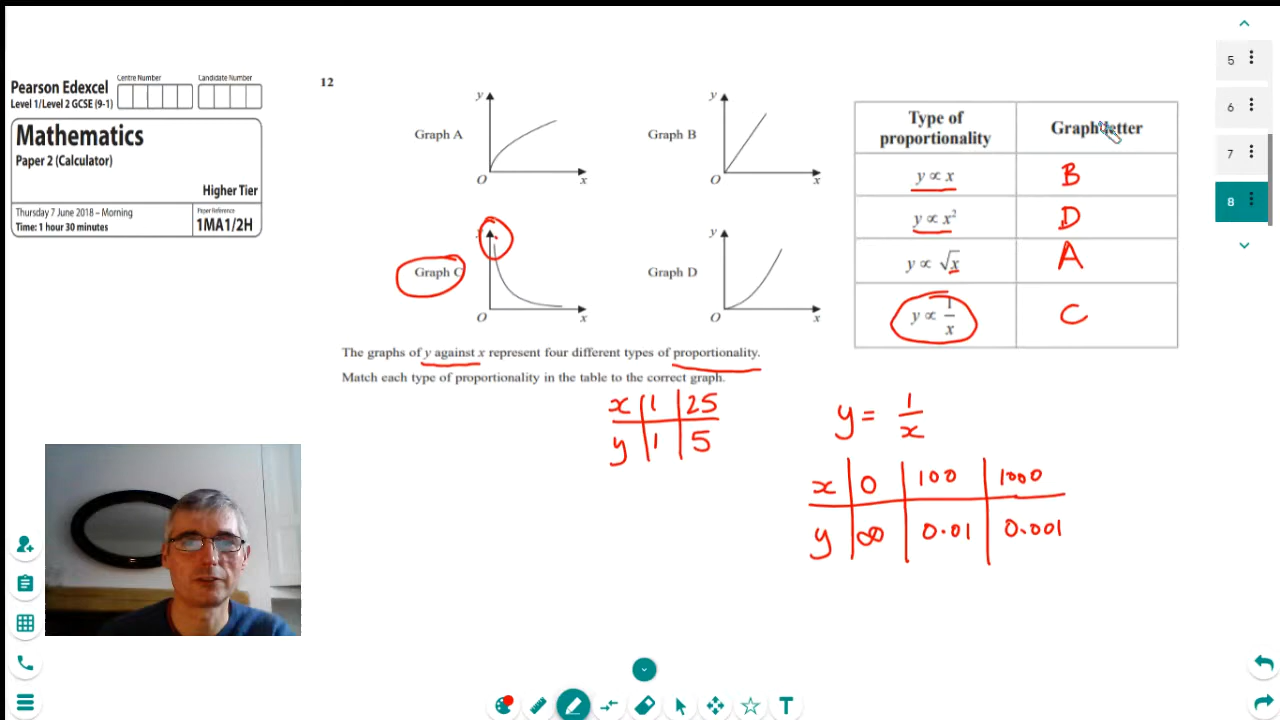 Pearson Edexcel
Level 1/Level 2 GCSE (9-1)
Centre Number
Candidate Number
Mathematics
Paper 2 (Calculator)
Higher Tier
Thursday 7 June 2018 – Morning
Time: 1 hour 30 minutes
Paper Reference
1MA1/2H
12
Graph A
y
O
x
Graph B
y
O
x
Graph C
O
x
Graph D
y
O
x
The graphs of y against x represent four different types of proportionality.
Match each type of proportionality in the table to the correct graph.
Type of proportionality
Graph letter
y ∝ x
B
y ∝ x²
D
y ∝ √x
A
y ∝ 1/x
C
x 1 25
y 1 5
y = 1/x
x 0 100 1000
y ∞ 0.01 0.001
5
6
7
8
T